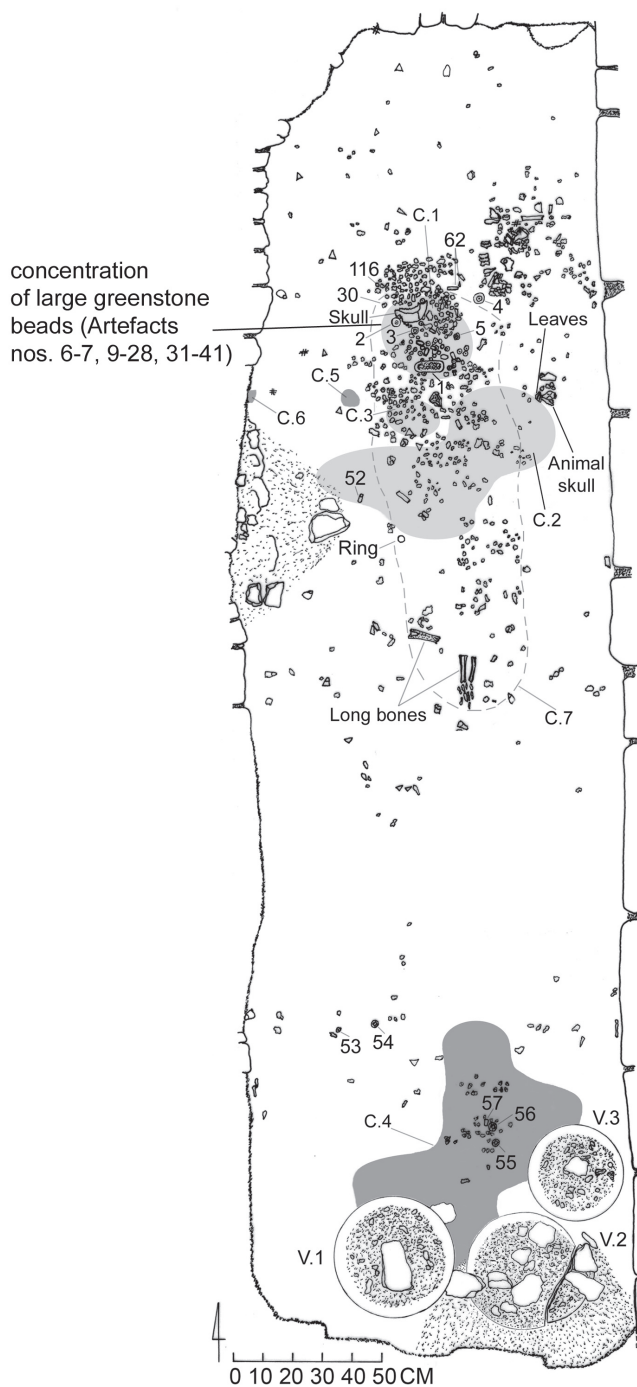 C.1
62
116
concentration
of large greenstone
beads (Artefacts
nos. 6-7, 9-28, 31-41)
30
4
Skull
Leaves
2
3
5
C.5
1
C.6
C.3
Animal
skull
52
C.2
Ring
Long bones
C.7
53
54
57
56
C.4
V.3
55
V.1
V.2
0 10 20 30 40 50 CM